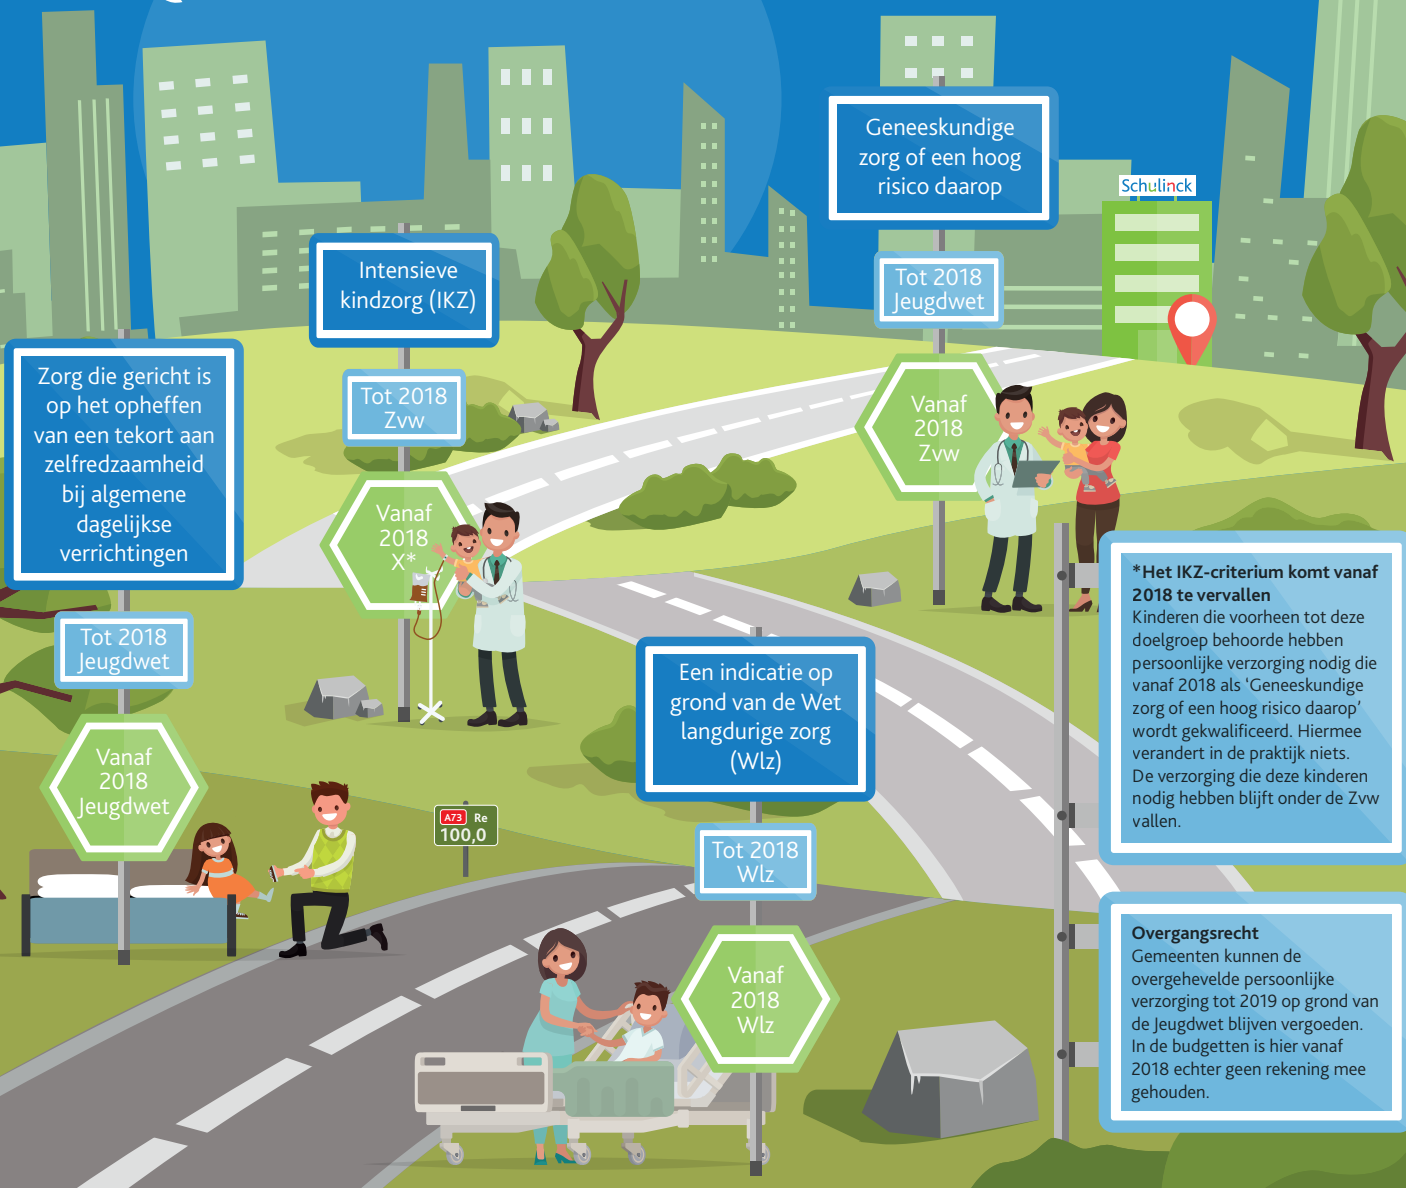 Geneeskundige
zorg of een hoog
risico daarop
Tot 2018
Jeugdwet
Vanaf
2018
Zvw
Schulinck
Intensieve
kindzorg (IKZ)
Tot 2018
Zvw
Vanaf
2018
X*
Zorg die gericht is
op het opheffen
van een tekort aan
zelfredzaamheid
bij algemene
dagelijkse
verrichtingen
Tot 2018
Jeugdwet
Vanaf
2018
Jeugdwet
A73 Re
100,0
Een indicatie op
grond van de Wet
langdurige zorg
(Wlz)
Tot 2018
Wlz
Vanaf
2018
Wlz
*Het IKZ-criterium komt vanaf
2018 te vervallen
Kinderen die voorheen tot deze
doelgroep behoorde hebben
persoonlijke verzorging nodig die
vanaf 2018 als ‘Geneeskundige
zorg of een hoog risico daarop’
wordt gekwalificeerd. Hiermee
verandert in de praktijk niets.
De verzorging die deze kinderen
nodig hebben blijft onder de Zvw
vallen.
Overgangsrecht
Gemeenten kunnen de
overgehevelde persoonlijke
verzorging tot 2019 op grond van
de Jeugdwet blijven vergoeden.
In de budgetten is hier vanaf
2018 echter geen rekening mee
gehouden.